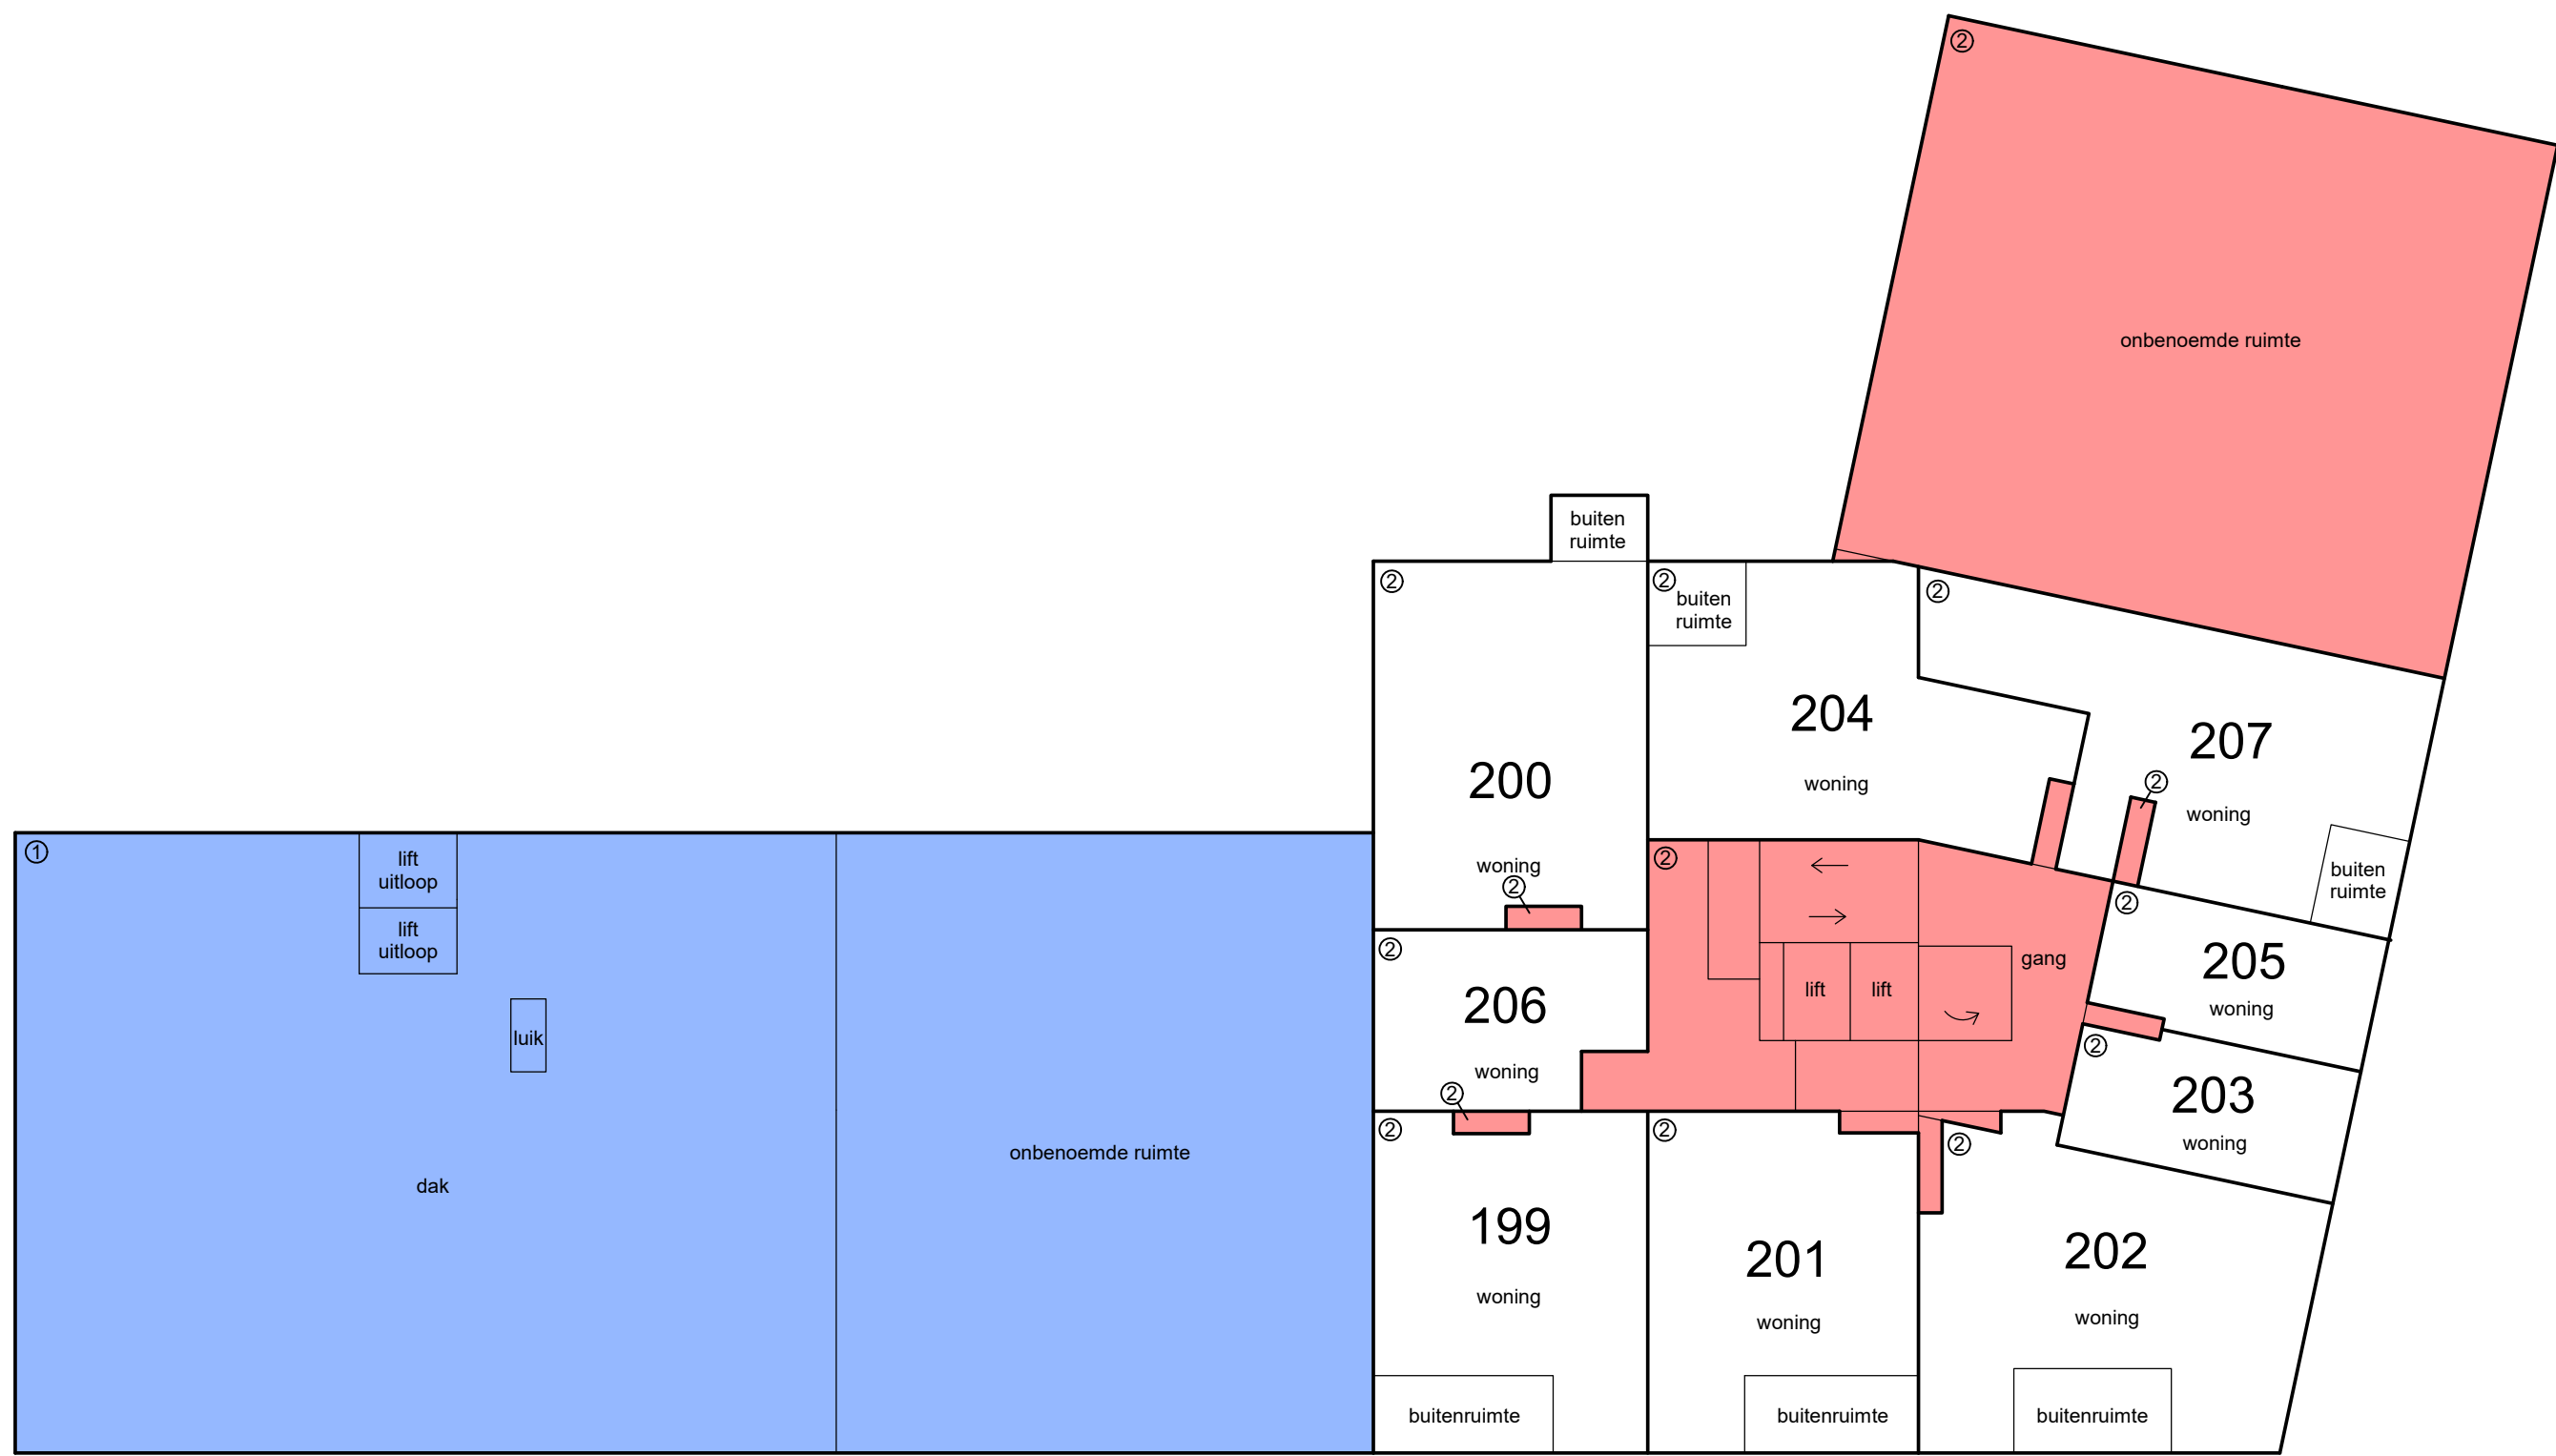 ②
onbenoemde ruimte
buiten
ruimte
②
②
buiten
ruimte
②
204
woning
207
②
woning
buiten
ruimte
200
woning
②
①
lift
uitloop
lift
uitloop
luik
dak
onbenoemde ruimte
②
gang
lift
lift
②
205
woning
②
206
woning
②
②
203
woning
②
199
woning
buitenruimte
②
201
woning
buitenruimte
②
202
woning
buitenruimte